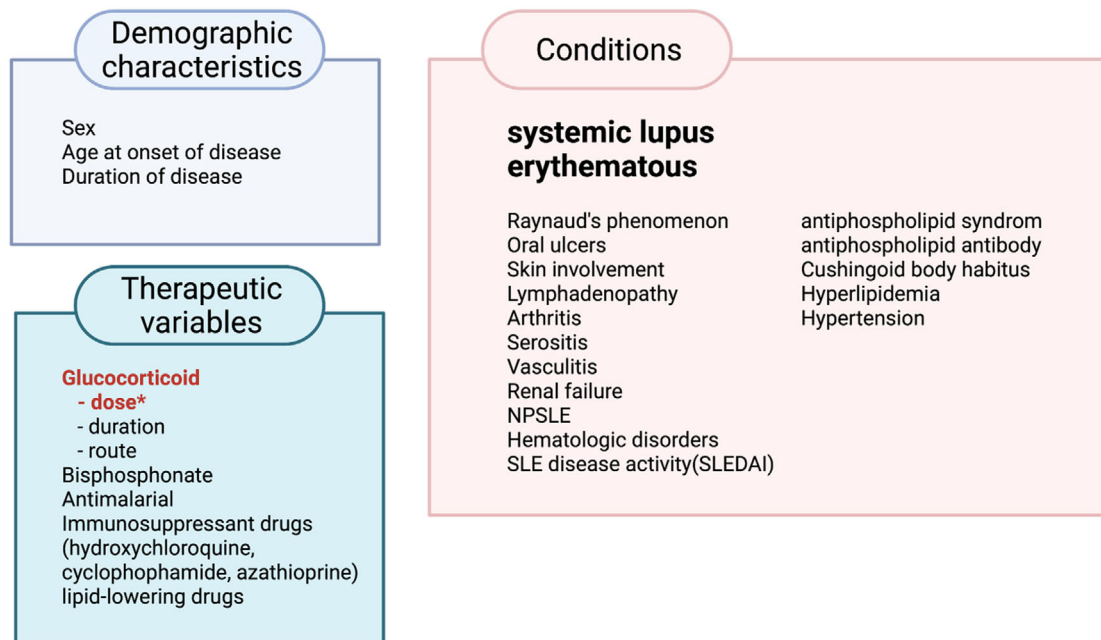 Demographic
characteristics
Sex
Age at onset of disease
Duration of disease
Therapeutic
variables
Glucocorticoid
- dose*
- duration
- route
Bisphosphonate
Antimalarial
Immunosuppressant drugs
(hydroxychloroquine,
cyclophophamide, azathioprine)
lipid-lowering drugs
Conditions
systemic lupus
erythematous
Raynaud's phenomenon
Oral ulcers
Skin involvement
Lymphadenopathy
Arthritis
Serositis
Vasculitis
Renal failure
NPSLE
Hematologic disorders
SLE disease activity(SLEDAI)
antiphospholipid syndrom
antiphospholipid antibody
Cushingoid body habitus
Hyperlipidemia
Hypertension